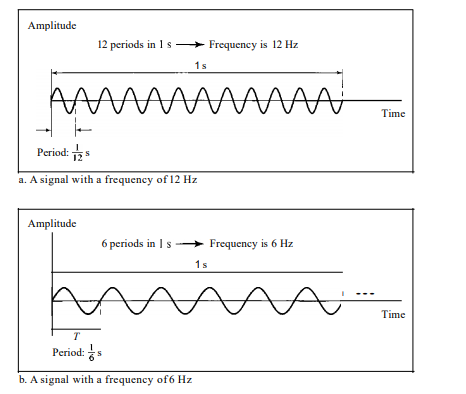 Amplitude
12 periods in 1 s → Frequency is 12 Hz
1 s
Time
Period: 1/12 s
a. A signal with a frequency of 12 Hz
Amplitude
6 periods in 1 s → Frequency is 6 Hz
1 s
Time
T
Period: 1/6 s
b. A signal with a frequency of 6 Hz